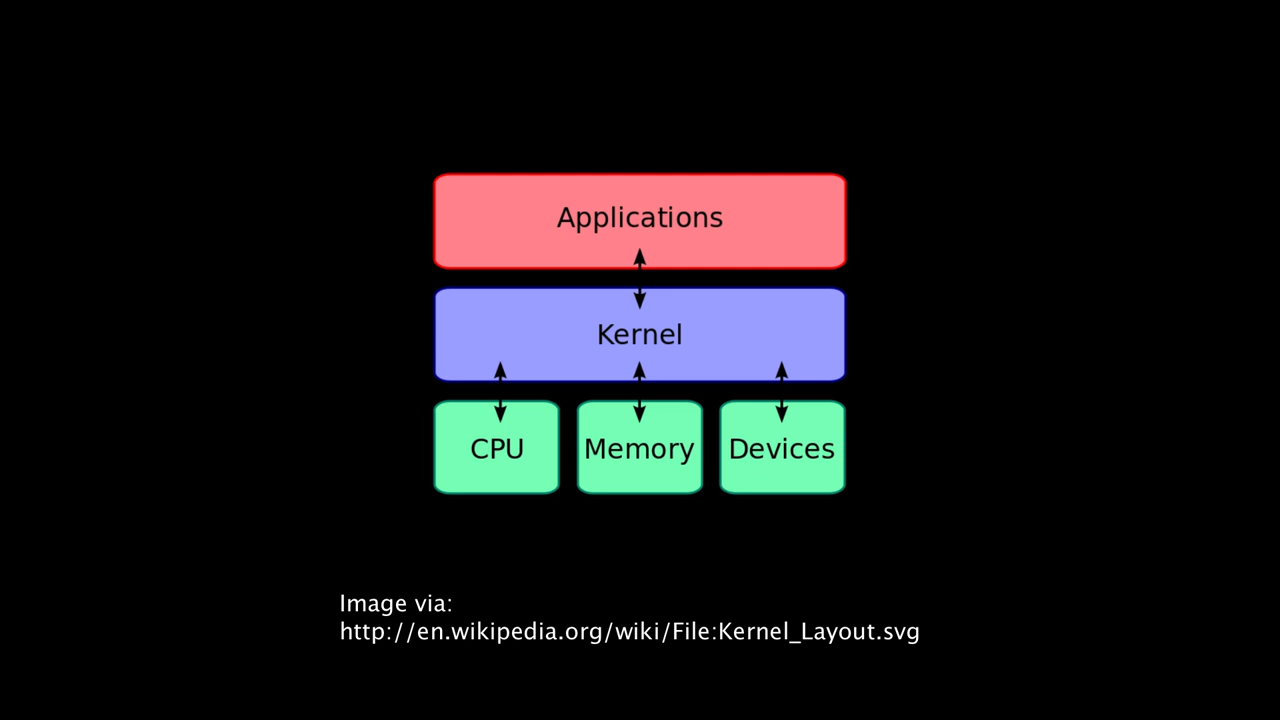 Applications
Kernel
CPU Memory Devices
Image via:
http://en.wikipedia.org/wiki/File:Kernel_Layout.svg